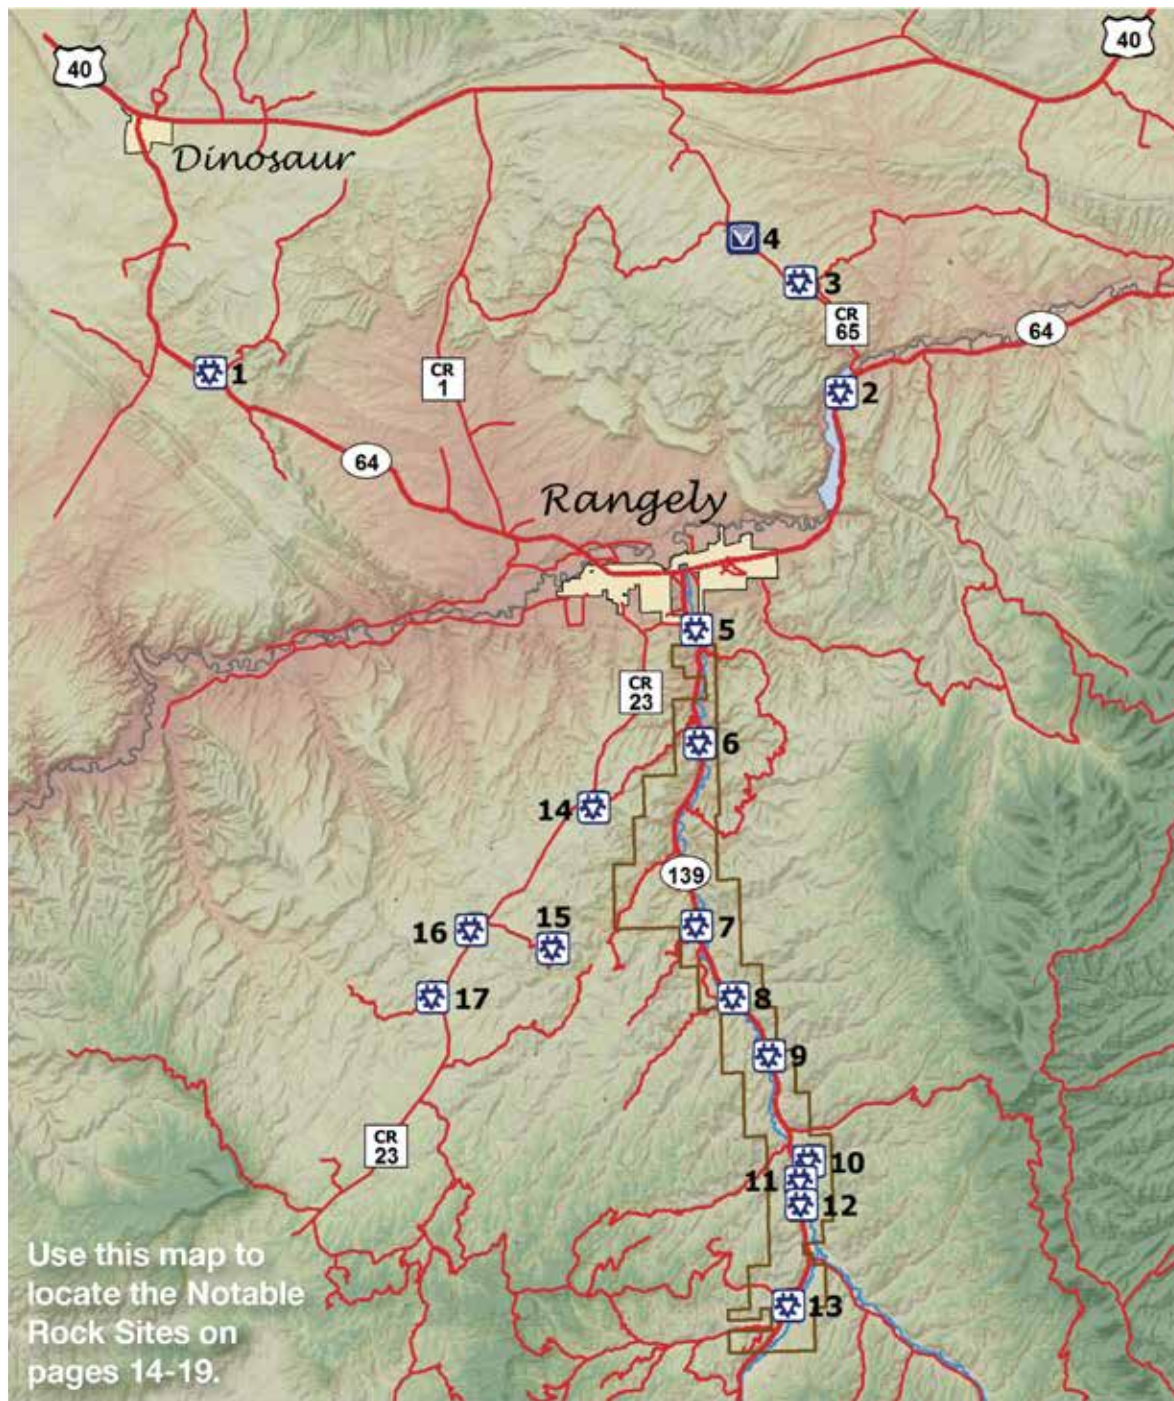 40
40
Dinosaur
4
3
CR
65
64
1
CR
1
2
64
Rangely
5
CR
23
6
14
139
16
15
7
17
8
9
CR
23
10
11
12
13
Use this map to
locate the Notable
Rock Sites on
pages 14-19.